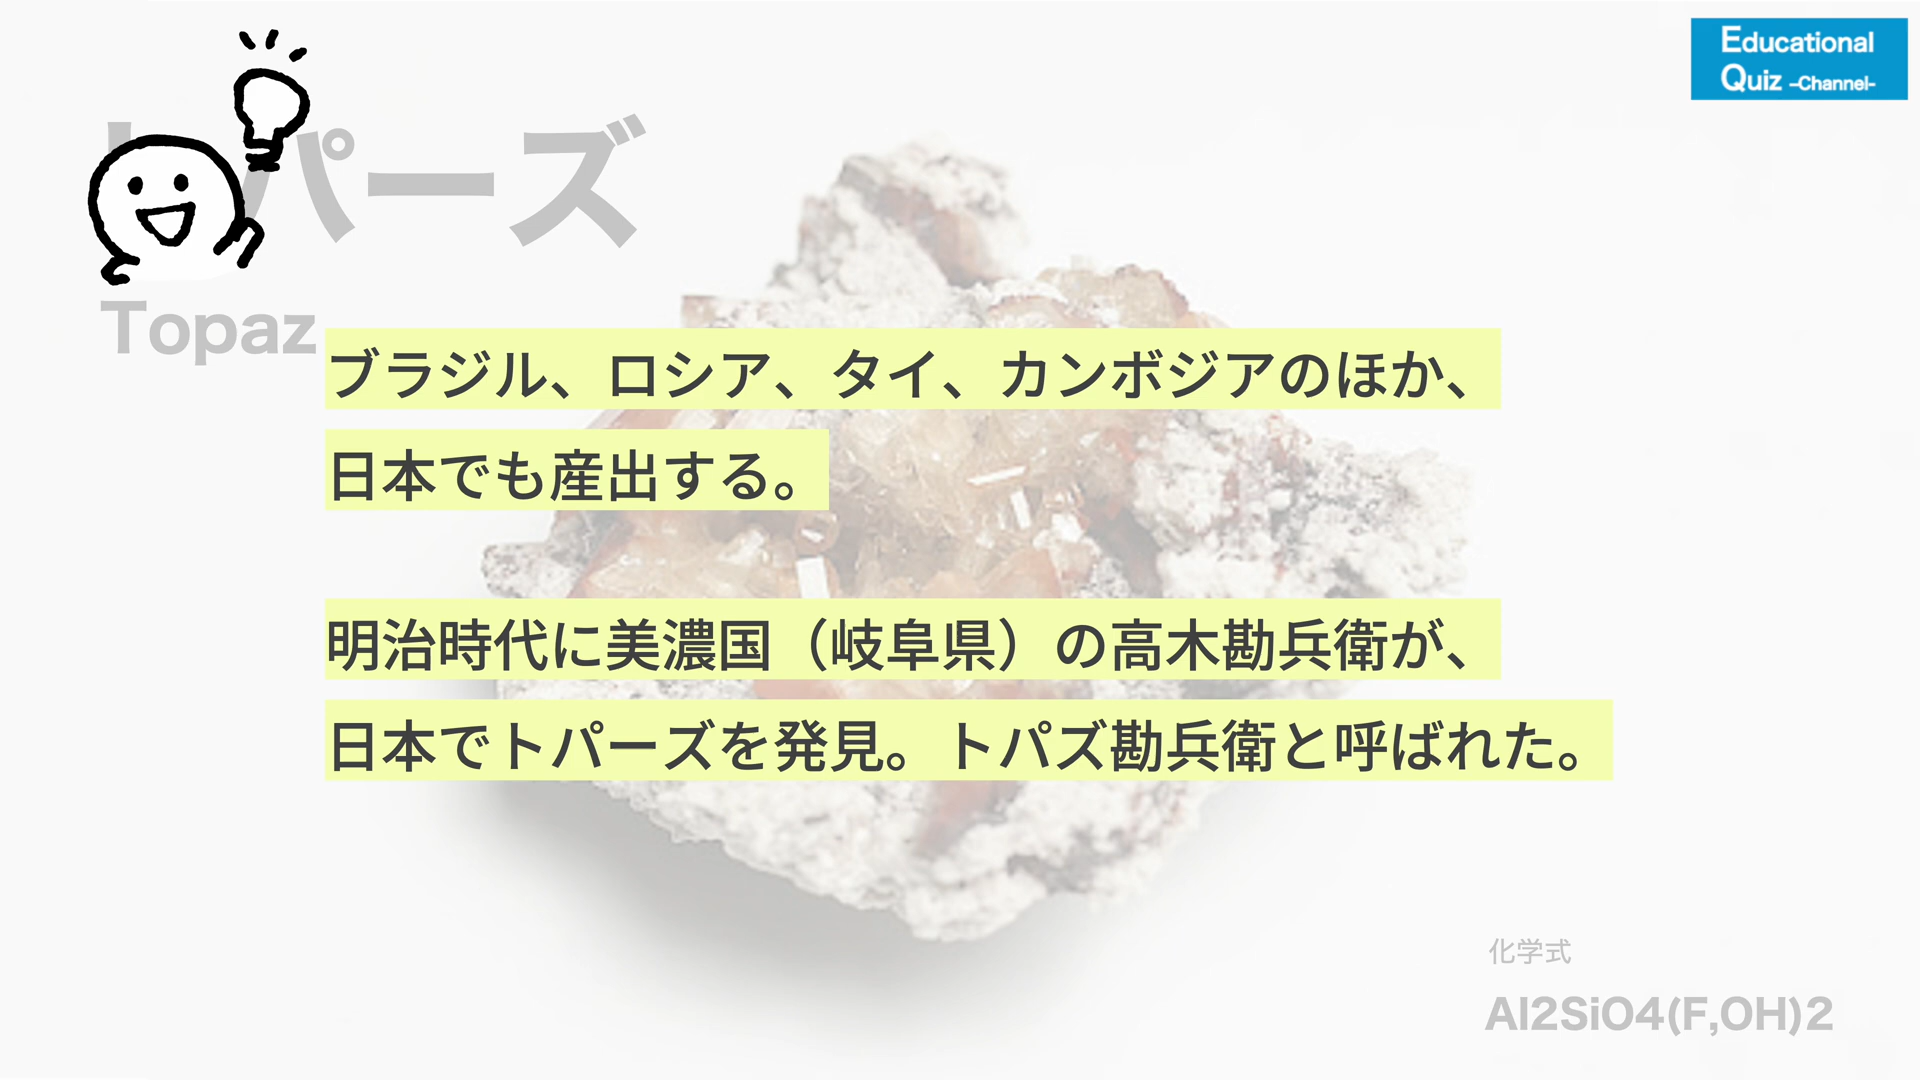 Educational
Quiz -Channel-
トパーズ
Topaz
ブラジル、ロシア、タイ、カンボジアのほか、
日本でも産出する。
明治時代に美濃国（岐阜県）の高木勘兵衛が、
日本でトパーズを発見。トパズ勘兵衛と呼ばれた。
化学式
Al2SiO4(F,OH)2